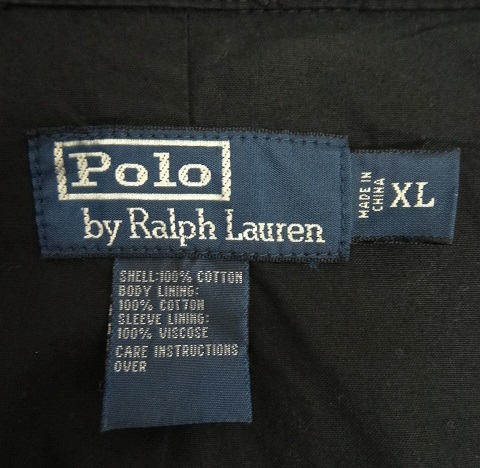 Polo
by Ralph Lauren
MADE IN
CHINA
XL
SHELL:100% COTTON
BODY LINING:
100% COTTON
SLEEVE LINING:
100% VISCOSE
CARE INSTRUCTIONS
OVER